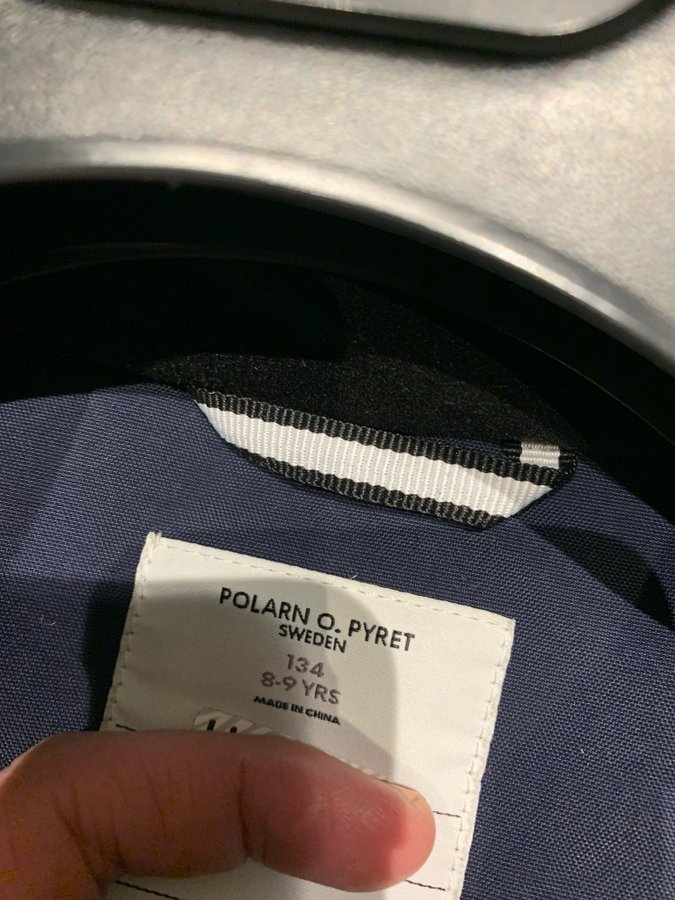 POLARN O. PYRET
SWEDEN
134
8-9 YRS
MADE IN CHINA